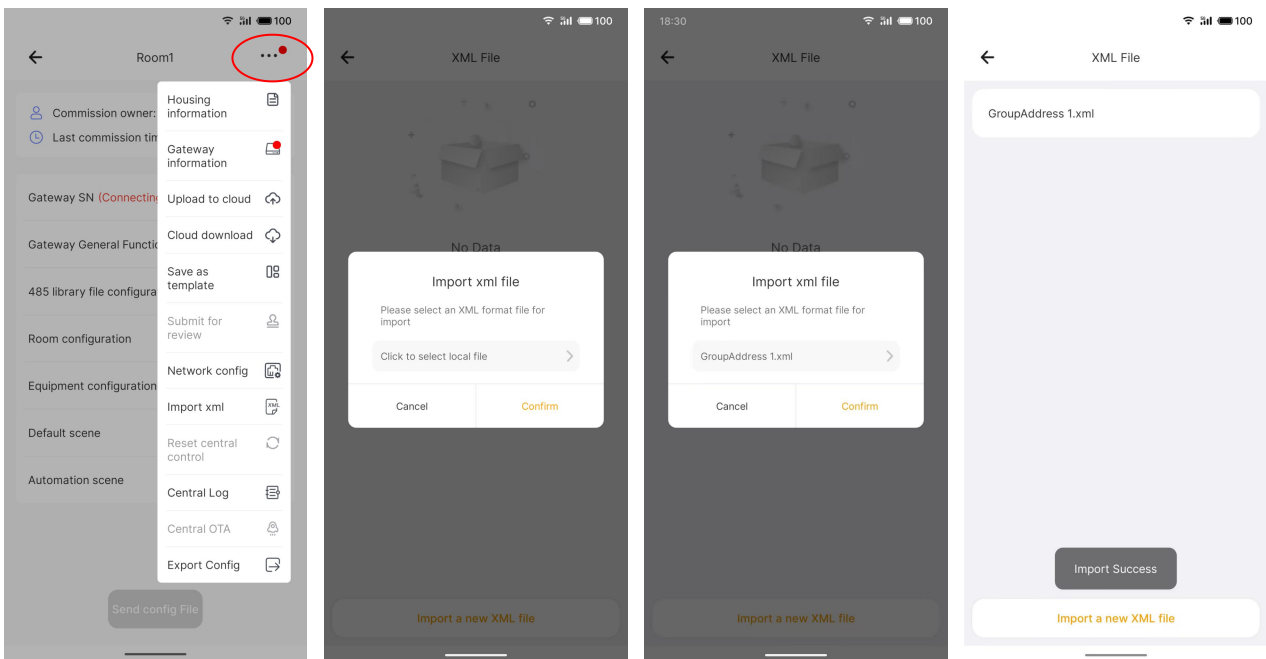 100
Room1
Commission owner:
Last commission tim
Gateway SN (Connecting
Gateway General Functio
485 library file configura
Room configuration
Equipment configuration
Default scene
Automation scene
Send config File
Housing
information
Gateway
information
Upload to cloud
Cloud download
Save as
template
Submit for
review
Network config
Import xml
XML
Reset central
control
Central Log
Central OTA
Export Config
100
XML File
No Data
Import xml file
Please select an XML format file for
import
Click to select local file
Cancel
Confirm
Import a new XML file
18:30
100
XML File
No Data
Import xml file
Please select an XML format file for
import
GroupAddress 1.xml
Cancel
Confirm
Import a new XML file
100
XML File
GroupAddress 1.xml
Import Success
Import a new XML file